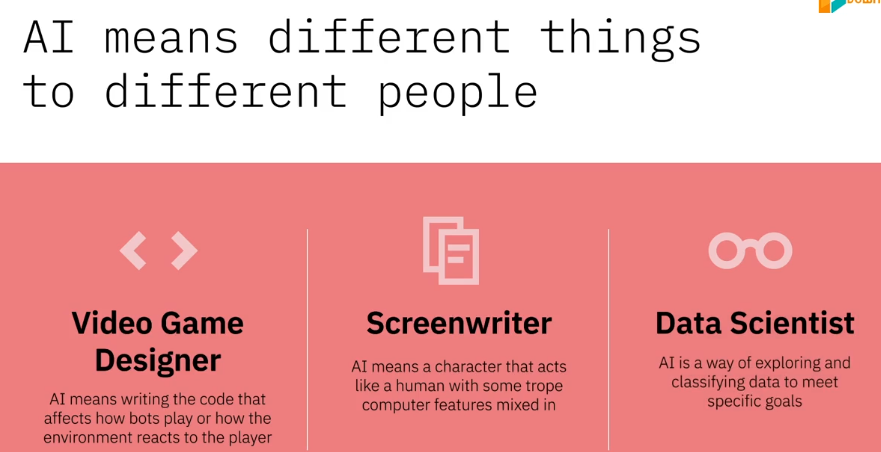 AI means different things
to different people
Video Game
Designer
AI means writing the code that
affects how bots play or how the
environment reacts to the player
Screenwriter
AI means a character that acts
like a human with some trope
computer features mixed in
Data Scientist
AI is a way of exploring and
classifying data to meet
specific goals